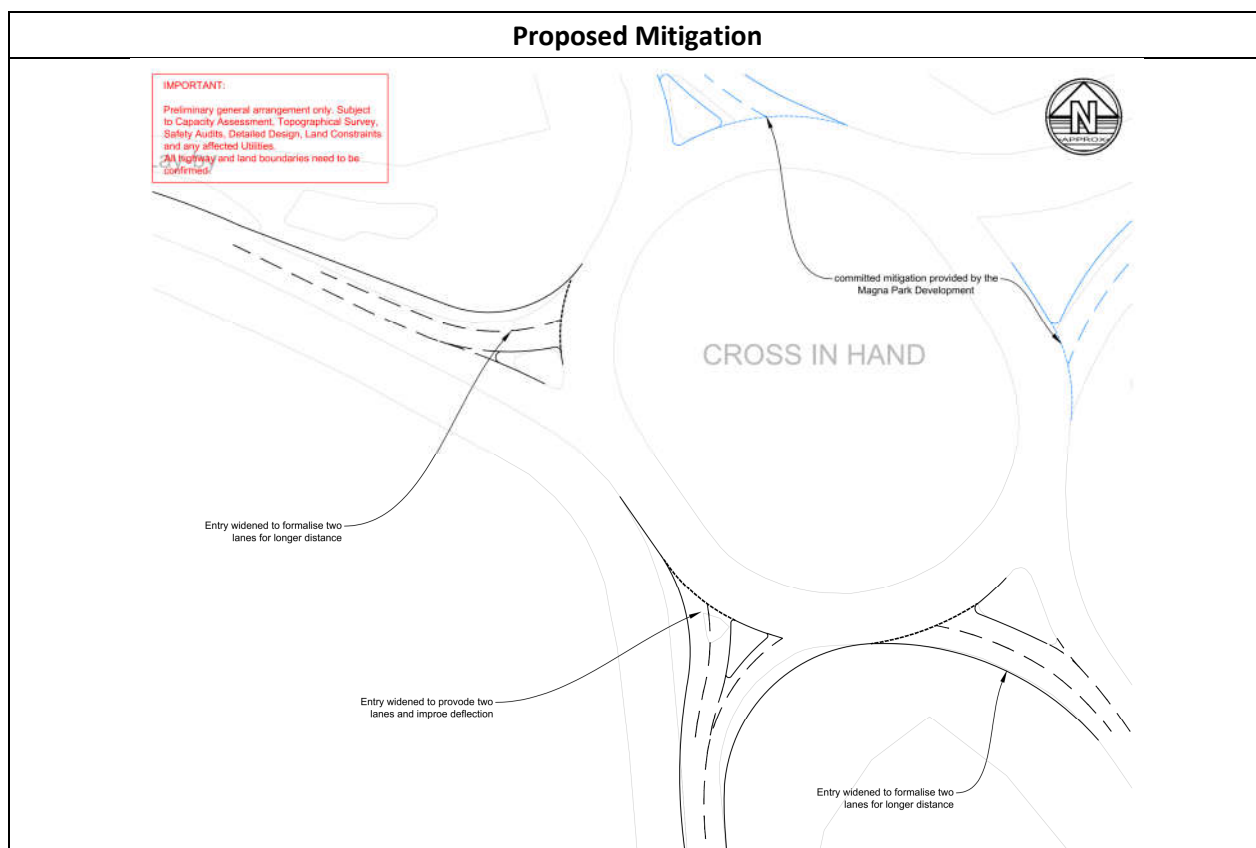 Proposed Mitigation
IMPORTANT:
Preliminary general arrangement only. Subject
to Capacity Assessment, Topographical Survey,
Safety Audits, Detailed Design, Land Constraints
and any affected Utilities.
All highway and land boundaries need to be
confirmed.
Lay-by
N
APPROX
committed mitigation provided by the
Magna Park Development
CROSS IN HAND
Entry widened to formalise two
lanes for longer distance
Entry widened to provode two
lanes and improe deflection
Entry widened to formalise two
lanes for longer distance